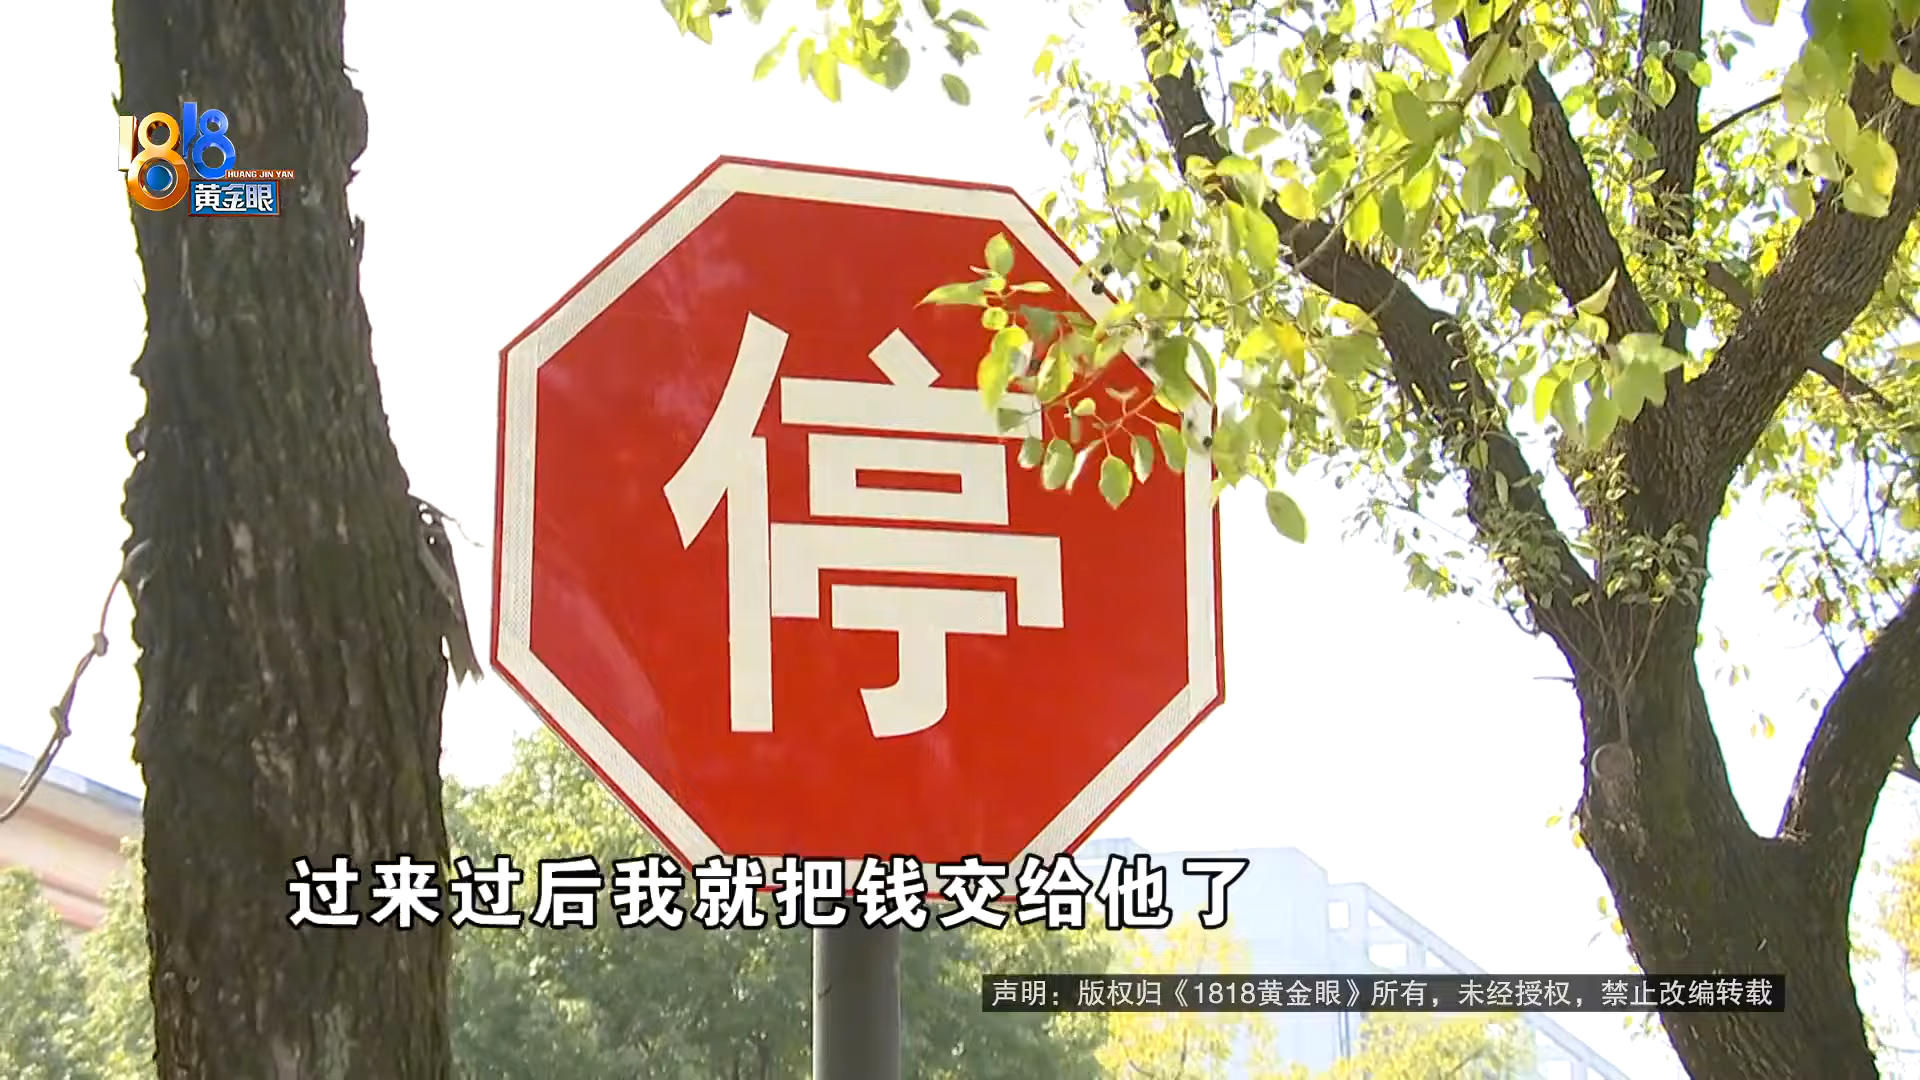 1818
HUANG JIN YAN
黄金眼
停
过来过后我就把钱交给他了
声明：版权归《1818黄金眼》所有，未经授权，禁止改编转载